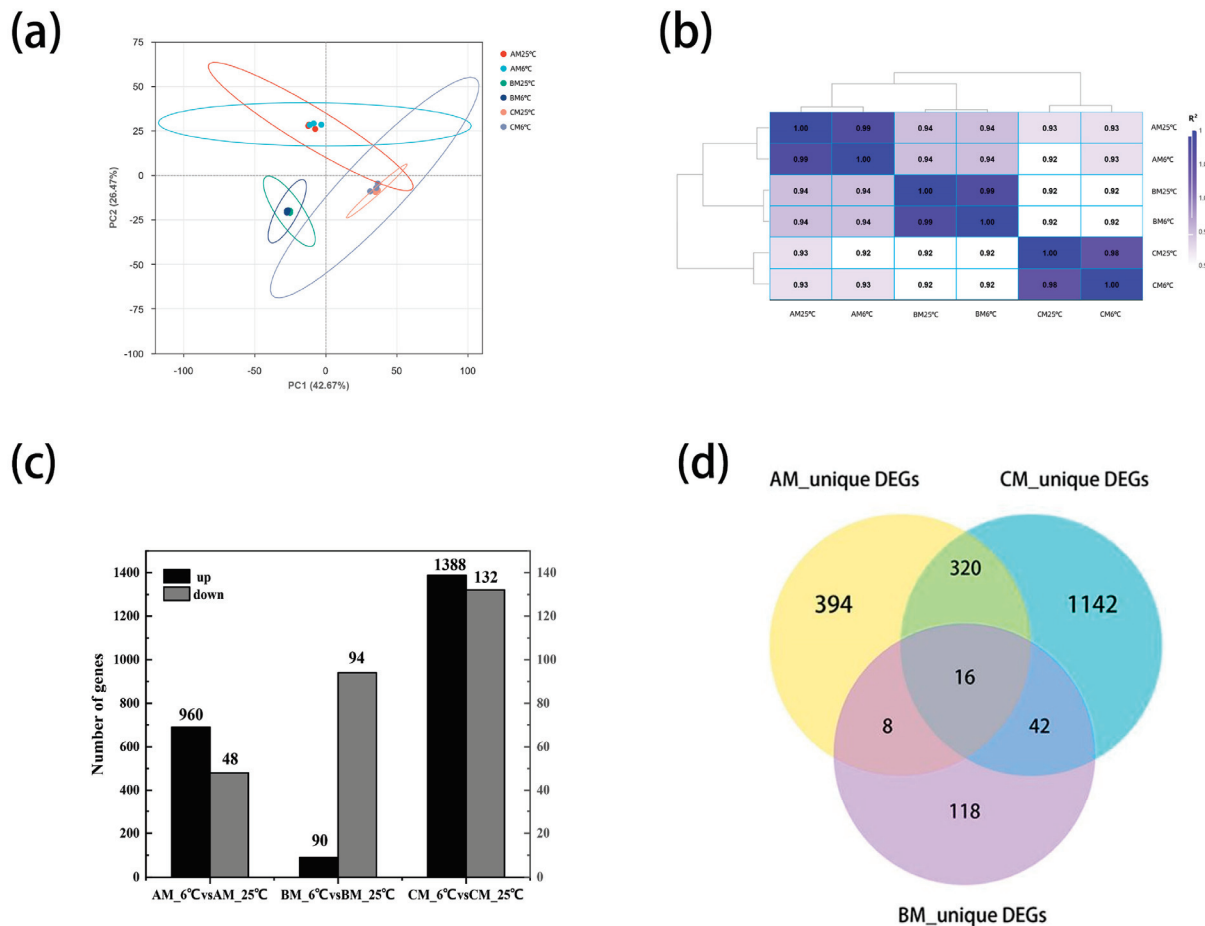 (a)
75
50
25
0
-25
-50
-75
-100
-100
-50
0
50
100
PC2 (26.47%)
PC1 (42.67%)
AM25℃
AM6℃
BM25℃
BM6℃
CM25℃
CM6℃
(b)
1.00 0.99 0.94 0.94 0.93 0.93 AM25℃
0.99 1.00 0.94 0.94 0.92 0.93 AM6℃
0.94 0.94 1.00 0.99 0.92 0.92 BM25℃
0.94 0.94 0.99 1.00 0.92 0.92 BM6℃
0.93 0.92 0.92 0.92 1.00 0.98 CM25℃
0.93 0.93 0.92 0.92 0.98 1.00 CM6℃
AM25℃ AM6℃ BM25℃ BM6℃ CM25℃ CM6℃
R²
1
(c)
up
down
Number of genes
1400
1200
1000
800
600
400
200
0
140
120
100
80
60
40
20
0
960
48
90
94
1388
132
AM_6℃vsAM_25℃ BM_6℃vsBM_25℃ CM_6℃vsCM_25℃
(d)
AM_unique DEGs
CM_unique DEGs
394
320
1142
16
8
42
118
BM_unique DEGs